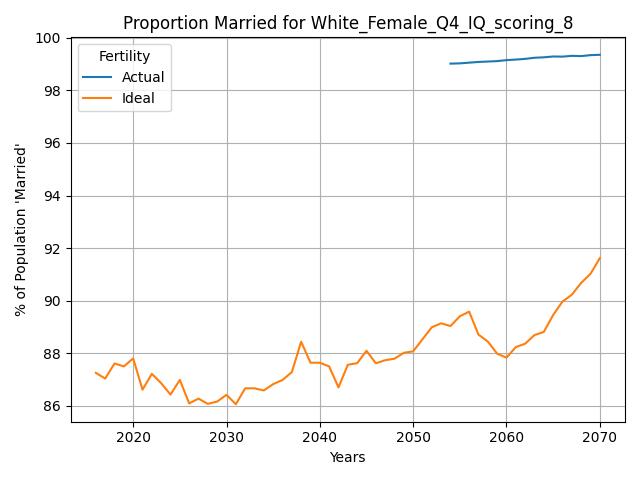 Proportion Married for White_Female_Q4_IQ_scoring_8
Fertility
Actual
Ideal
% of Population 'Married'
100
98
96
94
92
90
88
86
2020 2030 2040 2050 2060 2070
Years